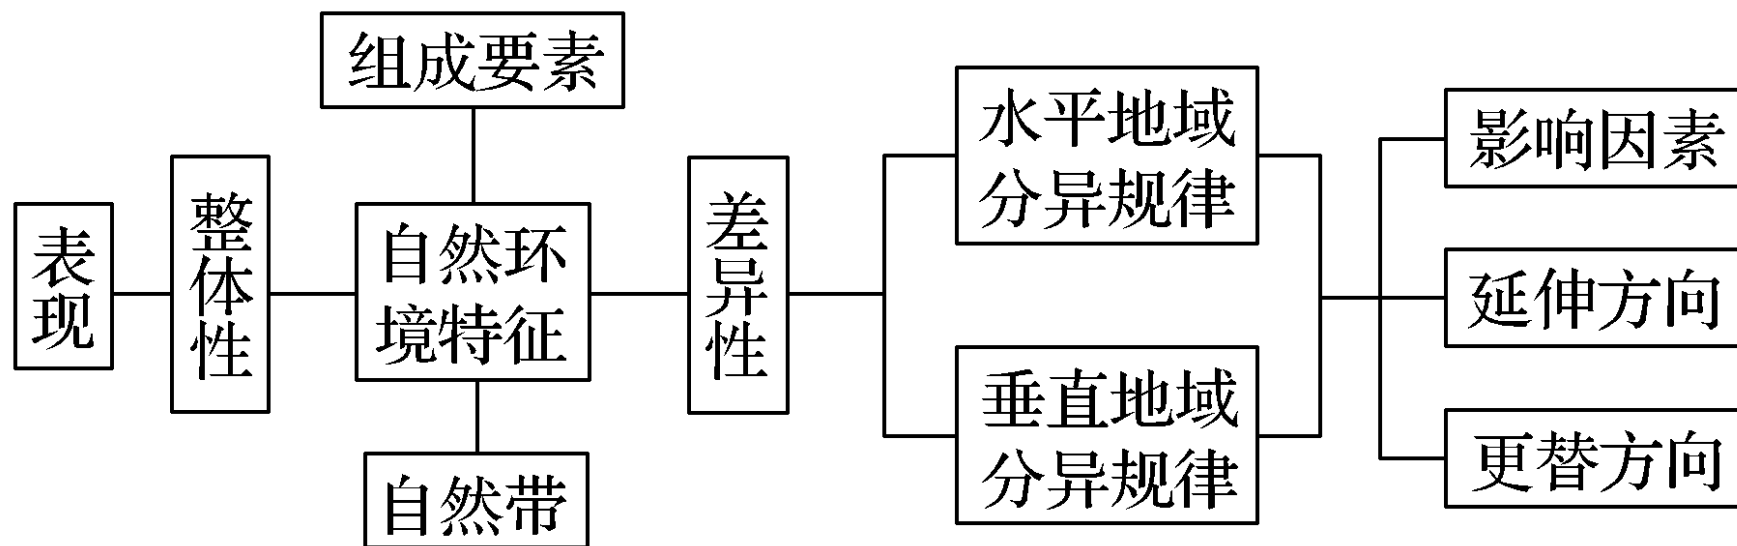 表现
整体性
组成要素
自然环
境特征
自然带
差异性
水平地域
分异规律
垂直地域
分异规律
影响因素
延伸方向
更替方向